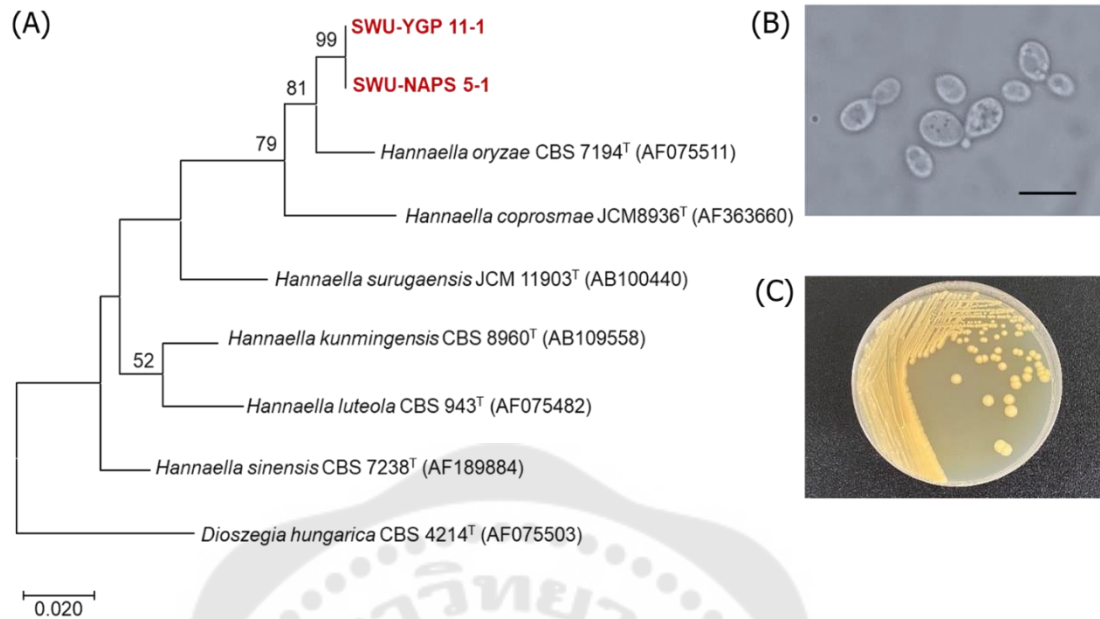 (A)
99
SWU-YGP 11-1
SWU-NAPS 5-1
81
79
Hannaella oryzae CBS 7194ᵀ (AF075511)
Hannaella coprosmae JCM8936ᵀ (AF363660)
Hannaella surugaensis JCM 11903ᵀ (AB100440)
Hannaella kunmingensis CBS 8960ᵀ (AB109558)
52
Hannaella luteola CBS 943ᵀ (AF075482)
Hannaella sinensis CBS 7238ᵀ (AF189884)
Dioszegia hungarica CBS 4214ᵀ (AF075503)
0.020
(B)
(C)